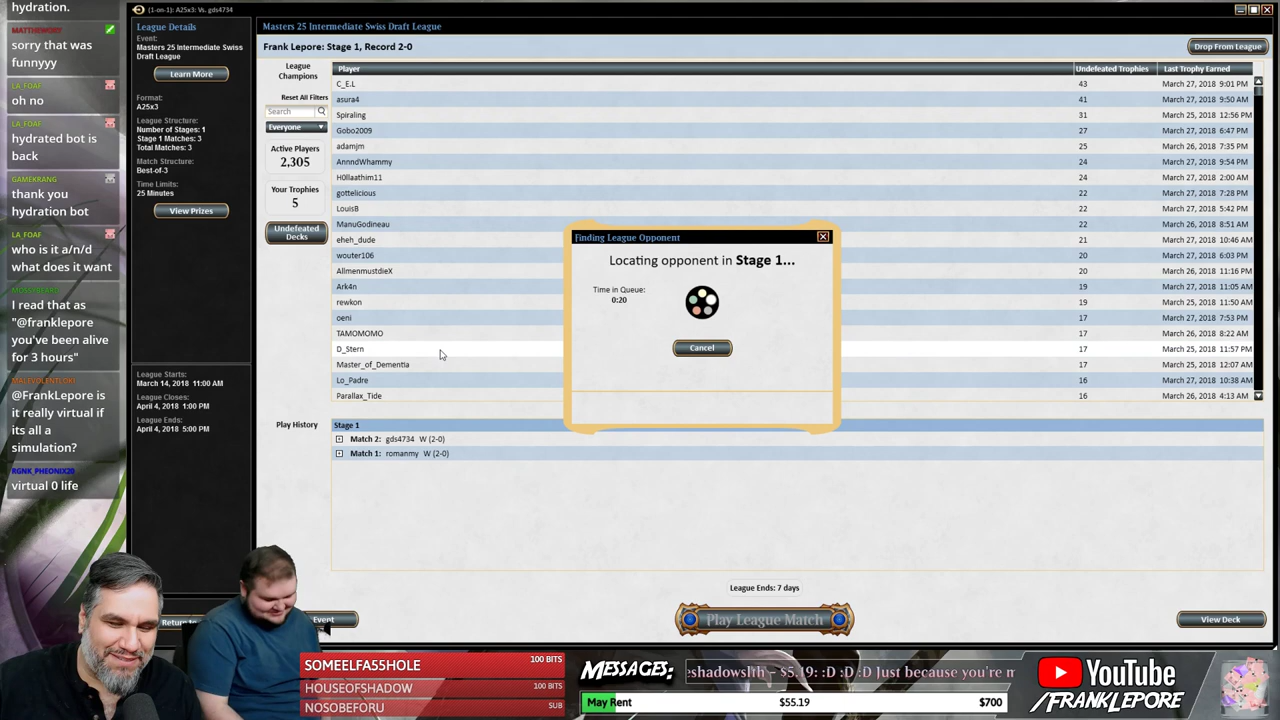 hydration.
MATTHEWOEY
sorry that was
funnyyy
LA_FOAF
oh no
LA_FOAF
hydrated bot is
back
GAMEKRANG
thank you
hydration bot
LA_FOAF
who is it a/n/d
what does it want
I read that as
"@franklepore
you've been alive
for 3 hours"
@FrankLepore is
it really virtual if
its all a
simulation?
RGNK_PHEONIX20
virtual 0 life
(1-on-1): A25x3: Vs. gds4734
League Details
Event:
Masters 25 Intermediate Swiss
Draft League
Learn More
Format:
A25x3
League Structure:
Number of Stages: 1
Stage 1 Matches: 3
Total Matches: 3
Match Structure:
Best-of-3
Time Limits:
25 Minutes
View Prizes
League Starts:
March 14, 2018 11:00 AM
League Closes:
April 4, 2018 1:00 PM
League Ends:
April 4, 2018 5:00 PM
Masters 25 Intermediate Swiss Draft League
Frank Lepore: Stage 1, Record 2-0
Drop From League
League
Champions
Reset All Filters
Search
Everyone
Active Players
2,305
Your Trophies
5
Undefeated
Decks
Player Undefeated Trophies Last Trophy Earned
C_E.L 43 March 27, 2018 9:01 PM
asura4 41 March 27, 2018 9:50 AM
Spiraling 31 March 25, 2018 12:56 PM
Gobo2009 27 March 27, 2018 6:47 PM
adamjm 25 March 26, 2018 7:35 PM
AnnndWhammy 24 March 27, 2018 9:54 PM
H0llaathim11 24 March 27, 2018 2:00 AM
gottelicious 22 March 27, 2018 7:28 PM
LouisB 22 March 27, 2018 5:42 PM
ManuGodineau 22 March 26, 2018 8:51 AM
eheh_dude 21 March 27, 2018 10:46 AM
wouter106 20 March 27, 2018 6:03 PM
AllmenmustdieX 20 March 26, 2018 11:16 PM
Ark4n 19 March 27, 2018 11:05 AM
rewkon 19 March 25, 2018 11:50 AM
oeni 17 March 27, 2018 7:53 PM
TAMOMOMO 17 March 26, 2018 8:22 AM
D_Stern 17 March 25, 2018 11:57 PM
Master_of_Dementia 17 March 25, 2018 12:07 AM
Lo_Padre 16 March 27, 2018 10:38 AM
Parallax_Tide 16 March 26, 2018 4:13 AM
Finding League Opponent
Locating opponent in Stage 1...
Time in Queue:
0:20
Cancel
Play History
Stage 1
Match 2: gds4734 W (2-0)
Match 1: romanmy W (2-0)
League Ends: 7 days
Return to
Event
Play League Match
View Deck
SOMEELFA55HOLE 100 BITS
HOUSEOFSHADOW 100 BITS
NOSOBEFORU SUB
MESSAGES:
eshadowslith – $5.19: :D :D :D Just because you're m
May Rent $55.19 $700
YouTube
/FRANKLEPORE